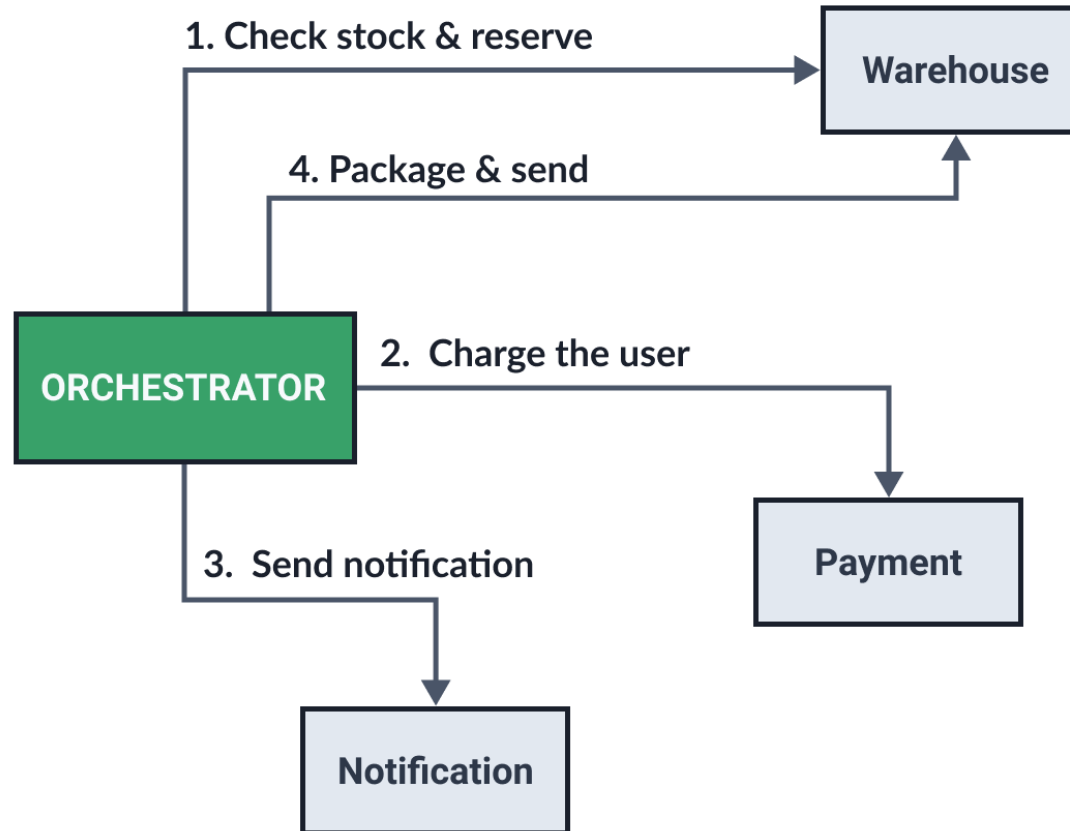 1. Check stock & reserve
Warehouse
4. Package & send
ORCHESTRATOR
2. Charge the user
Payment
3. Send notification
Notification